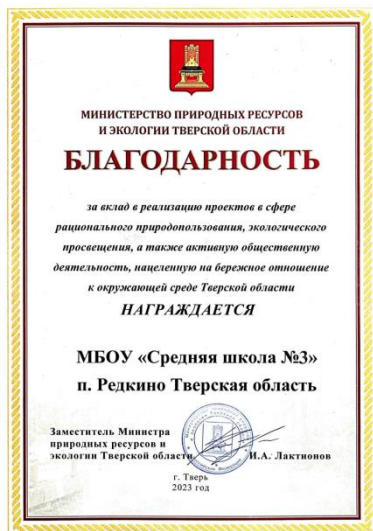 МИНИСТЕРСТВО ПРИРОДНЫХ РЕСУРСОВ
И ЭКОЛОГИИ ТВЕРСКОЙ ОБЛАСТИ
БЛАГОДАРНОСТЬ
за вклад в реализацию проектов в сфере
рационального природопользования, экологического
просвещения, а также активную общественную
деятельность, нацеленную на бережное отношение
к окружающей среде Тверской области
НАГРАЖДАЕТСЯ
МБОУ «Средняя школа №3»
п. Редкино Тверская область
Заместитель Министра
природных ресурсов и
экологии Тверской области И.А. Лактионов
г. Тверь
2023 год